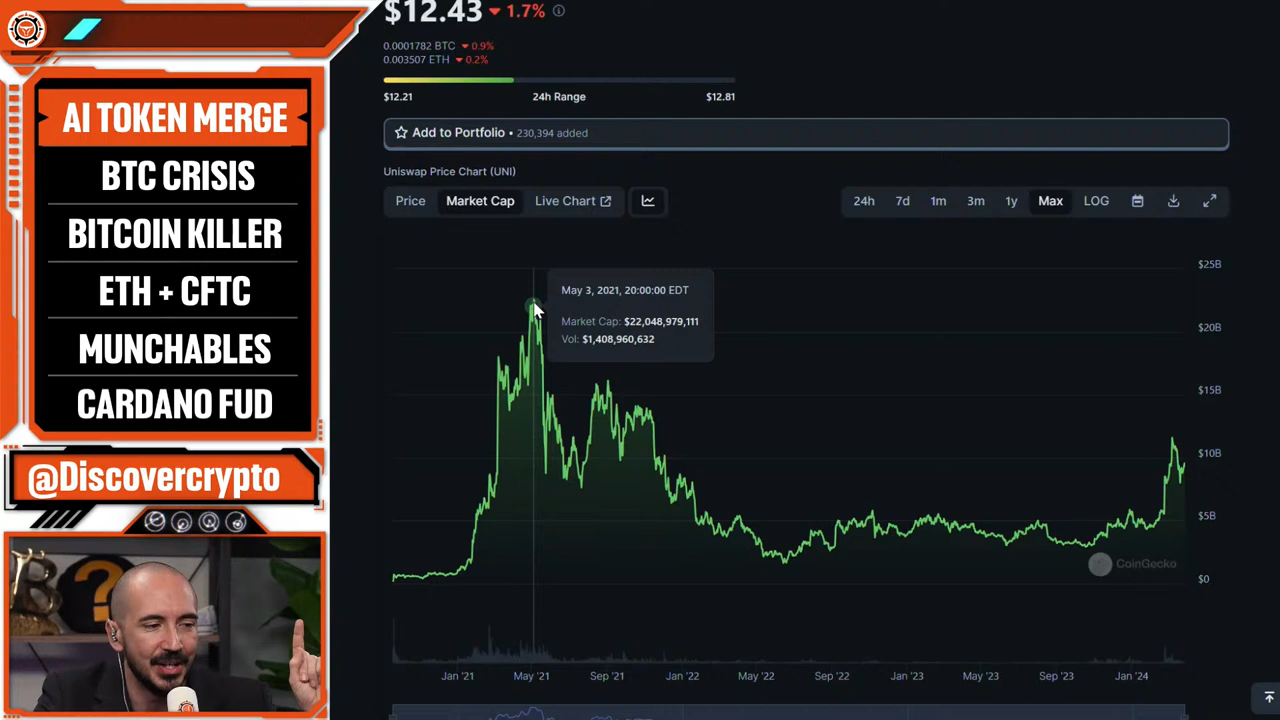 AI TOKEN MERGE
BTC CRISIS
BITCOIN KILLER
ETH + CFTC
MUNCHABLES
CARDANO FUD
@Discovercrypto
$12.43 ▼ 1.7%
0.0001782 BTC ▼ 0.9%
0.003507 ETH ▼ 0.2%
$12.21 24h Range $12.81
Add to Portfolio • 230,394 added
Uniswap Price Chart (UNI)
Price Market Cap Live Chart 24h 7d 1m 3m 1y Max LOG
May 3, 2021, 20:00:00 EDT
Market Cap: $22,048,979,111
Vol: $1,408,960,632
$25B
$20B
$15B
$10B
$5B
$0
CoinGecko
Jan '21 May '21 Sep '21 Jan '22 May '22 Sep '22 Jan '23 May '23 Sep '23 Jan '24